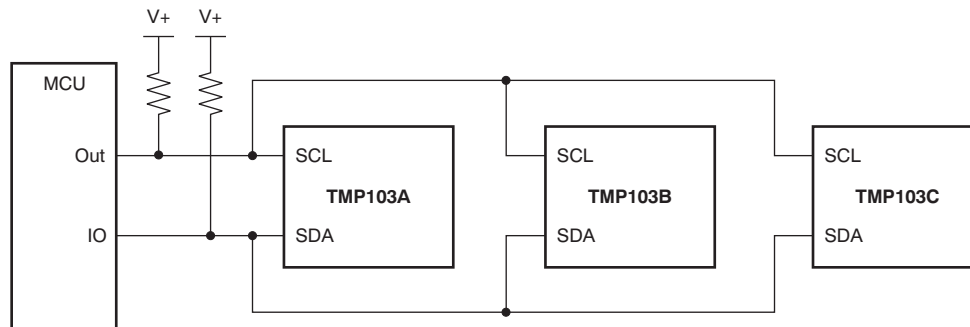 V+ V+
MCU
Out
SCL
SCL
SCL
TMP103A
TMP103B
TMP103C
IO
SDA
SDA
SDA